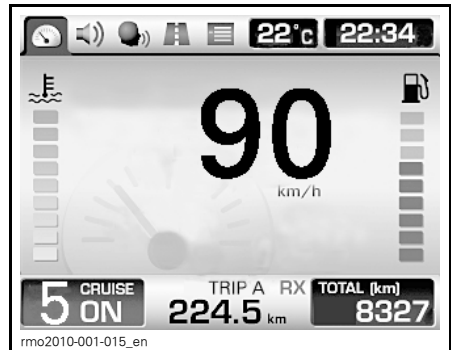 22°c 22:34
90
km/h
5 CRUISE ON
TRIP A RX
224.5 km
TOTAL (km)
8327
rmo2010-001-015_en